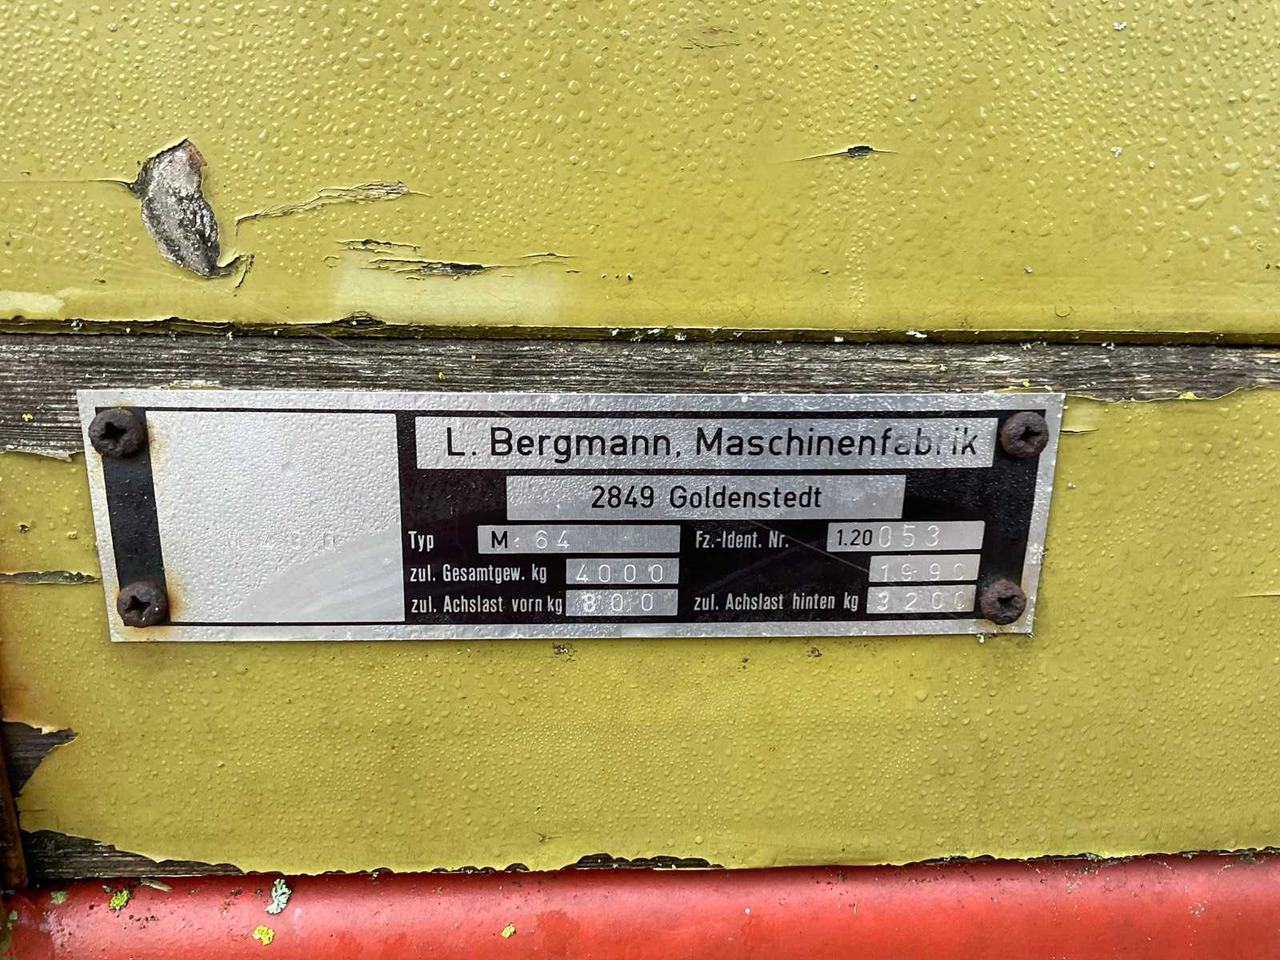 L. Bergmann, Maschinenfabrik
2849 Goldenstedt
Typ M 64 Fz.-Ident. Nr. 1.20053
zul. Gesamtgew. kg 4000 1990
zul. Achslast vorn kg 800 zul. Achslast hinten kg 3200